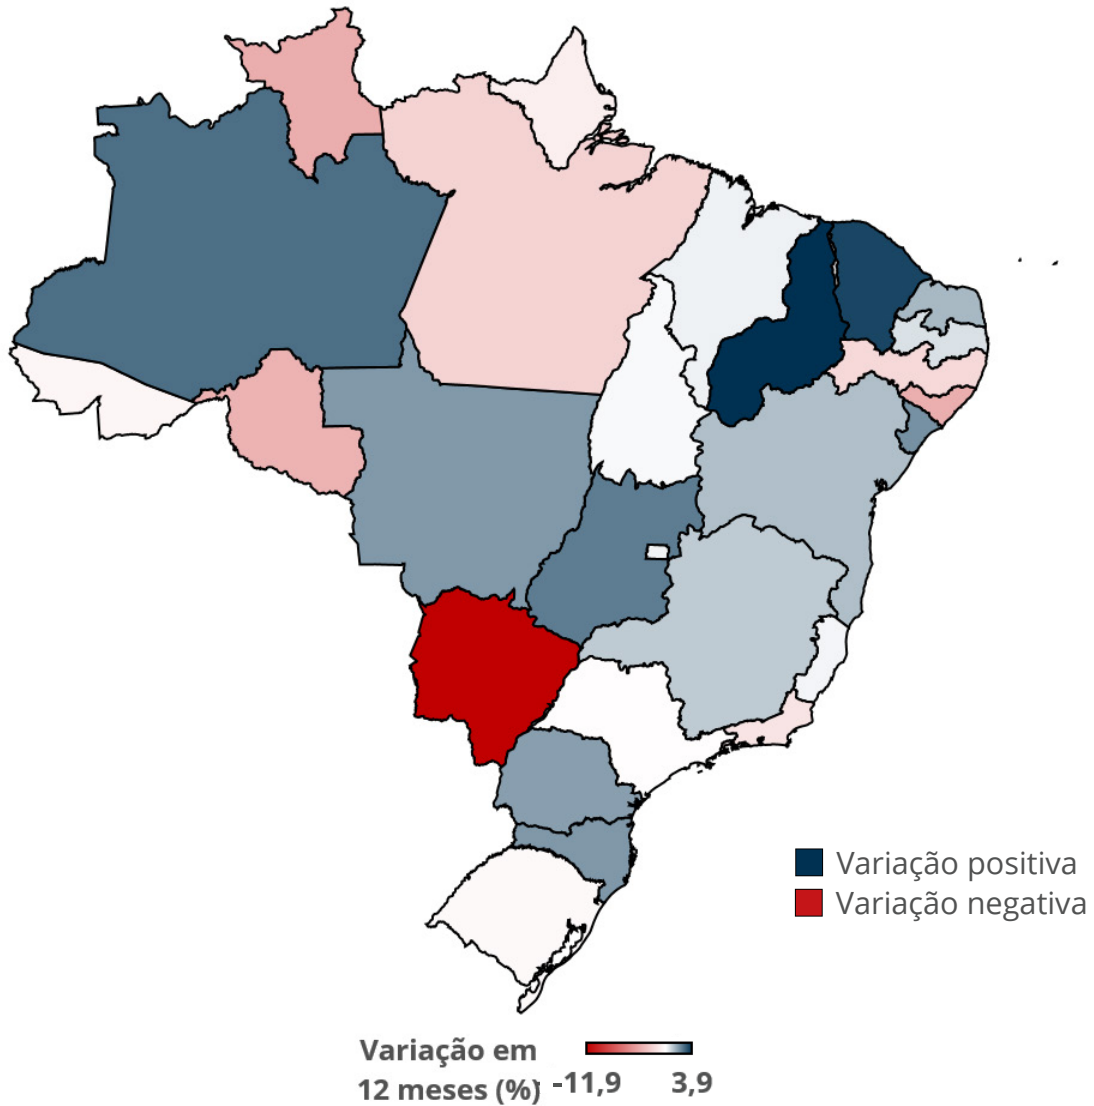 Variação positiva
Variação negativa
Variação em
12 meses (%)
-11,9
3,9